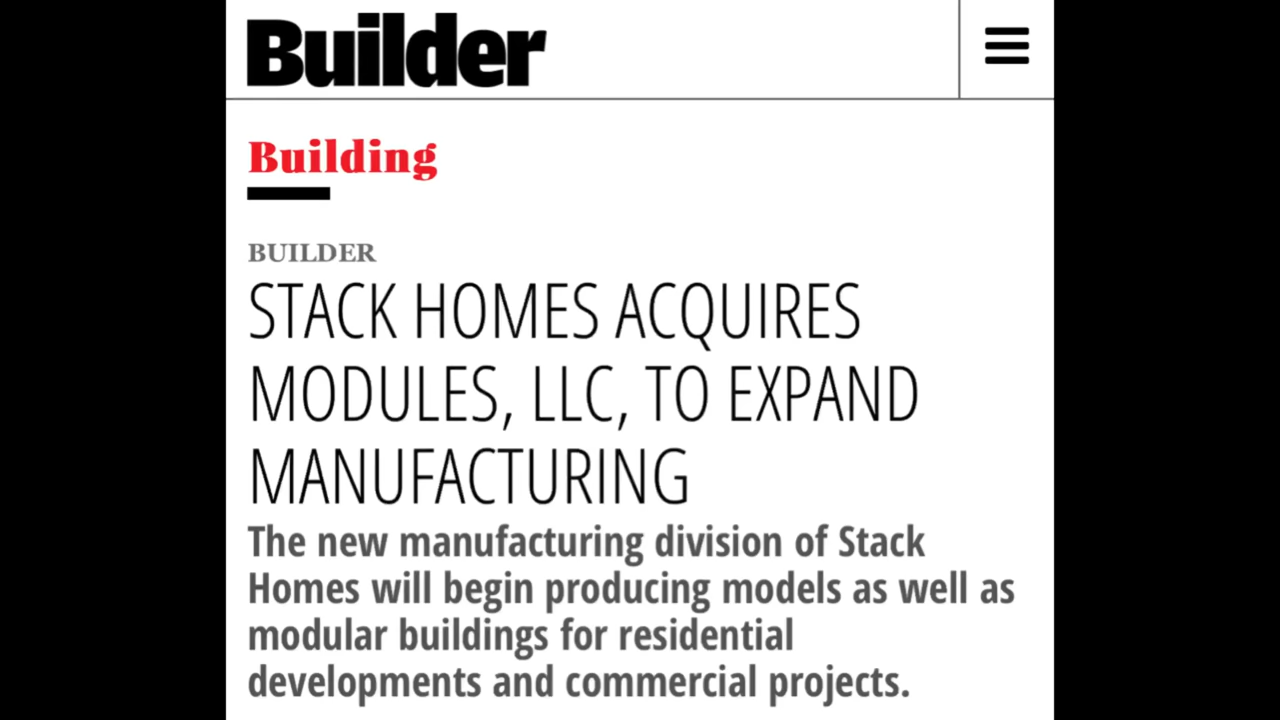 Builder
Building
BUILDER
STACK HOMES ACQUIRES
MODULES, LLC, TO EXPAND
MANUFACTURING
The new manufacturing division of Stack
Homes will begin producing models as well as
modular buildings for residential
developments and commercial projects.